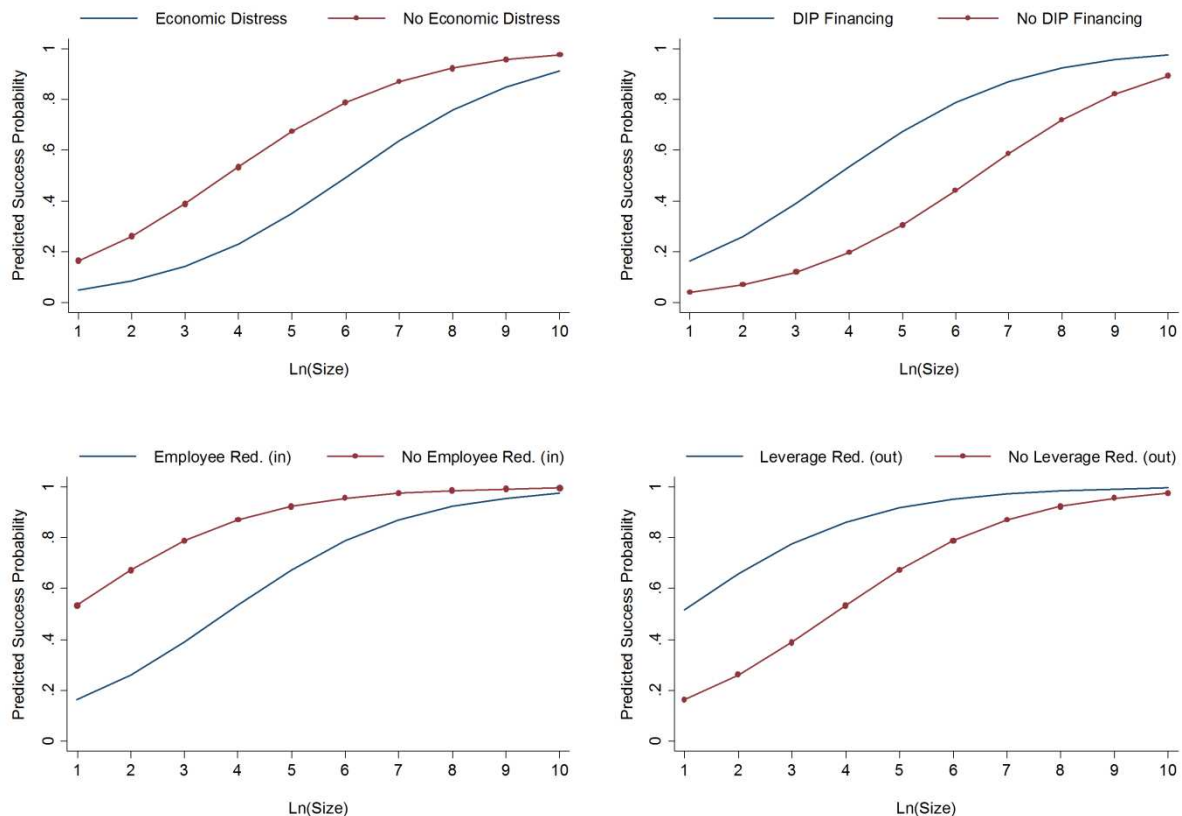 Economic Distress No Economic Distress
Predicted Success Probability
1
.8
.6
.4
.2
0
1 2 3 4 5 6 7 8 9 10
Ln(Size)
DIP Financing No DIP Financing
Predicted Success Probability
1
.8
.6
.4
.2
0
1 2 3 4 5 6 7 8 9 10
Ln(Size)
Employee Red. (in) No Employee Red. (in)
Predicted Success Probability
1
.8
.6
.4
.2
0
1 2 3 4 5 6 7 8 9 10
Ln(Size)
Leverage Red. (out) No Leverage Red. (out)
Predicted Success Probability
1
.8
.6
.4
.2
0
1 2 3 4 5 6 7 8 9 10
Ln(Size)